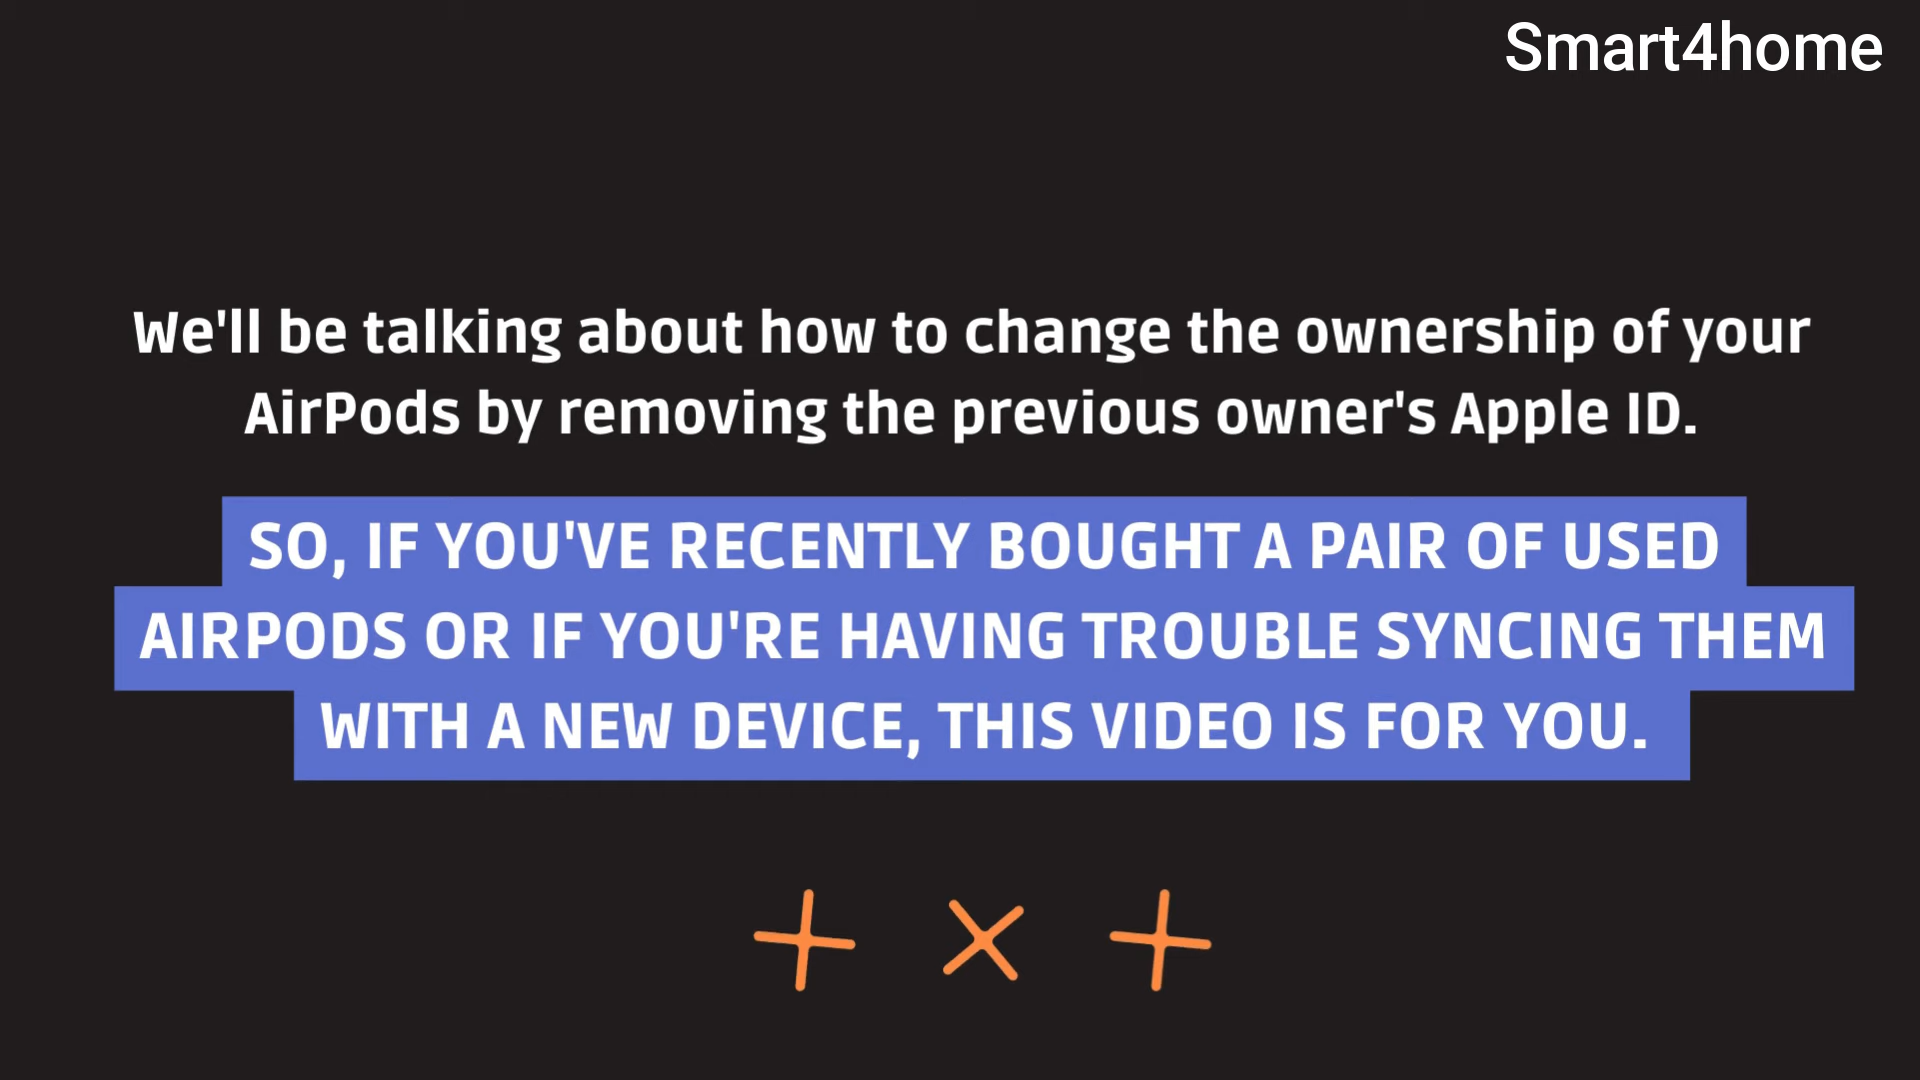 Smart4home
We'll be talking about how to change the ownership of your
AirPods by removing the previous owner's Apple ID.
SO, IF YOU'VE RECENTLY BOUGHT A PAIR OF USED
AIRPODS OR IF YOU'RE HAVING TROUBLE SYNCING THEM
WITH A NEW DEVICE, THIS VIDEO IS FOR YOU.